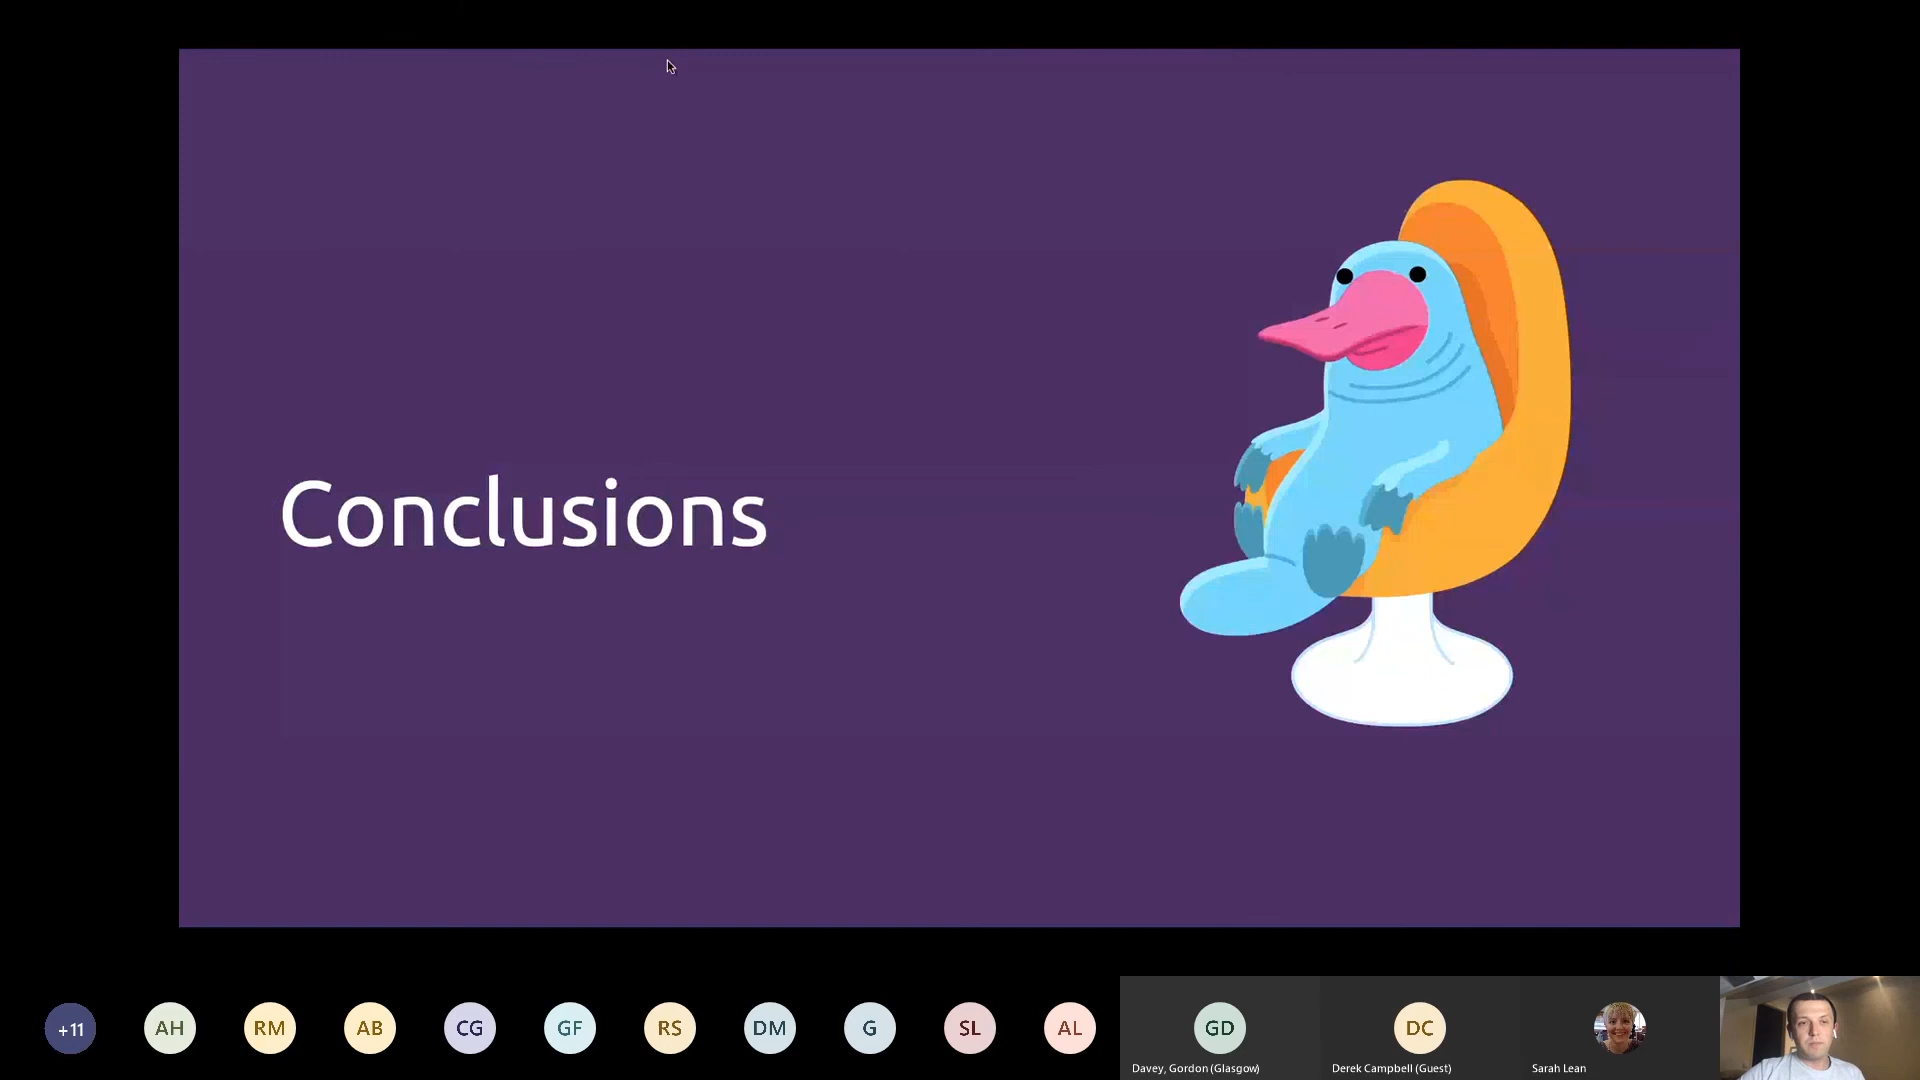 Conclusions
+11
AH
RM
AB
CG
GF
RS
DM
G
SL
AL
GD
DC
Davey, Gordon (Glasgow)
Derek Campbell (Guest)
Sarah Lean